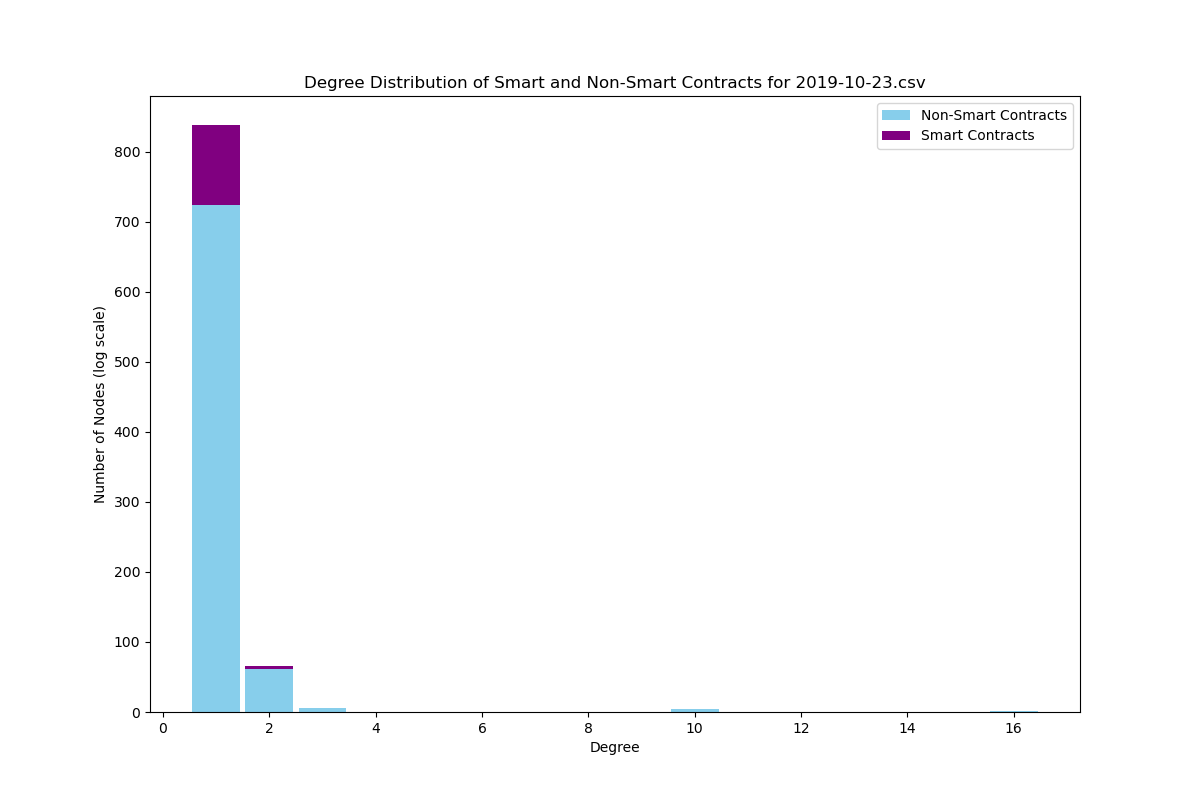 Degree Distribution of Smart and Non-Smart Contracts for 2019-10-23.csv
Non-Smart Contracts
Smart Contracts
800
700
600
500
400
300
200
100
0
Number of Nodes (log scale)
0 2 4 6 8 10 12 14 16
Degree